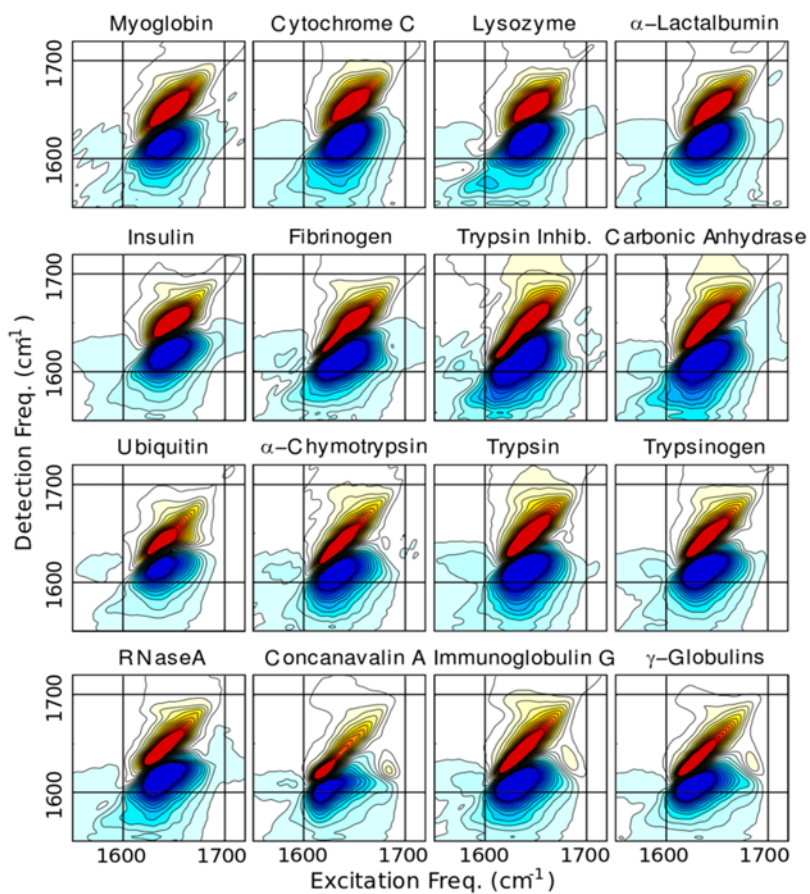 Myoglobin Cytochrome C Lysozyme α−Lactalbumin
1700
1600
Insulin Fibrinogen Trypsin Inhib. Carbonic Anhydrase
1700
1600
Detection Freq. (cm⁻¹)
Ubiquitin α−Chymotrypsin Trypsin Trypsinogen
1700
1600
RNaseA Concanavalin A Immunoglobulin G γ−Globulins
1700
1600
1600 1700 1600 1700 1600 1700 1600 1700
Excitation Freq. (cm⁻¹)